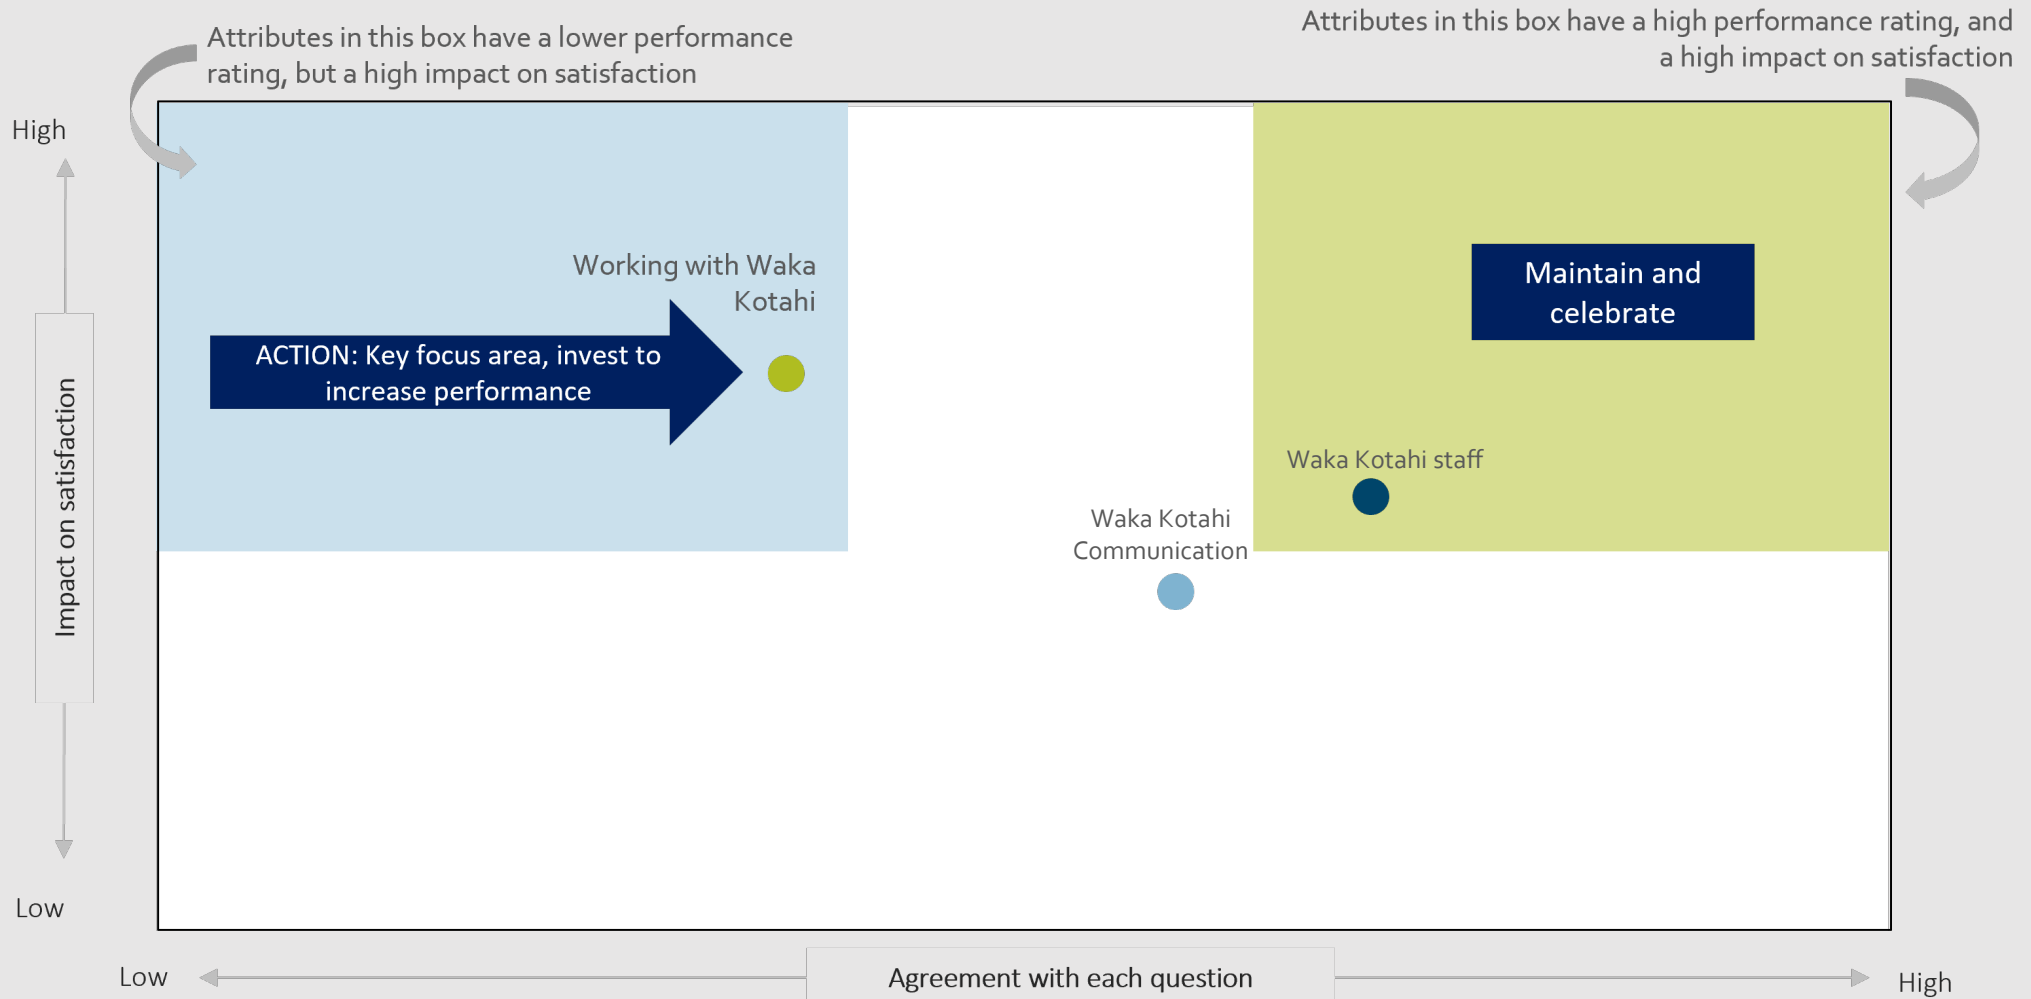 Attributes in this box have a lower performance
rating, but a high impact on satisfaction
Attributes in this box have a high performance rating, and
a high impact on satisfaction
High
Working with Waka
Kotahi
Maintain and
celebrate
ACTION: Key focus area, invest to
increase performance
Impact on satisfaction
Waka Kotahi staff
Waka Kotahi
Communication
Low
Low
Agreement with each question
High